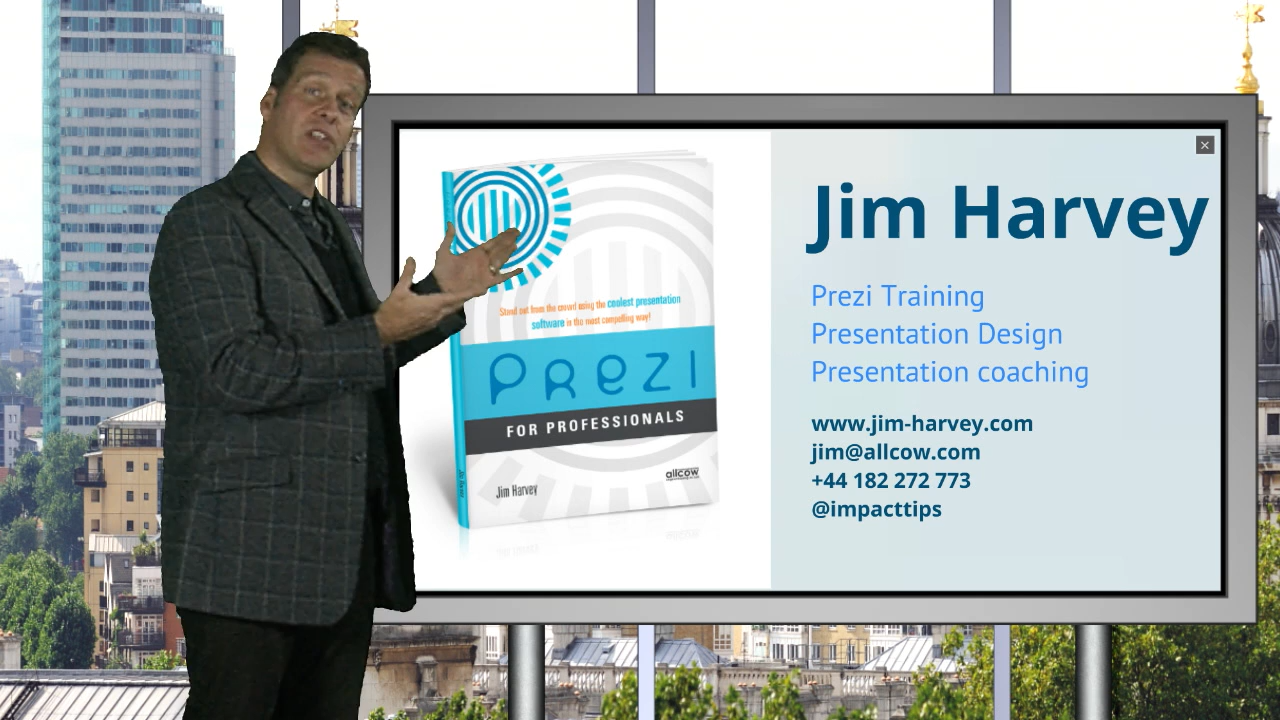 Stand out from the crowd using the coolest presentation
software in the most compelling way!
PREZI
FOR PROFESSIONALS
Jim Harvey
allcow
Jim Harvey
Jim Harvey
Prezi Training
Presentation Design
Presentation coaching
www.jim-harvey.com
jim@allcow.com
+44 182 272 773
@impacttips